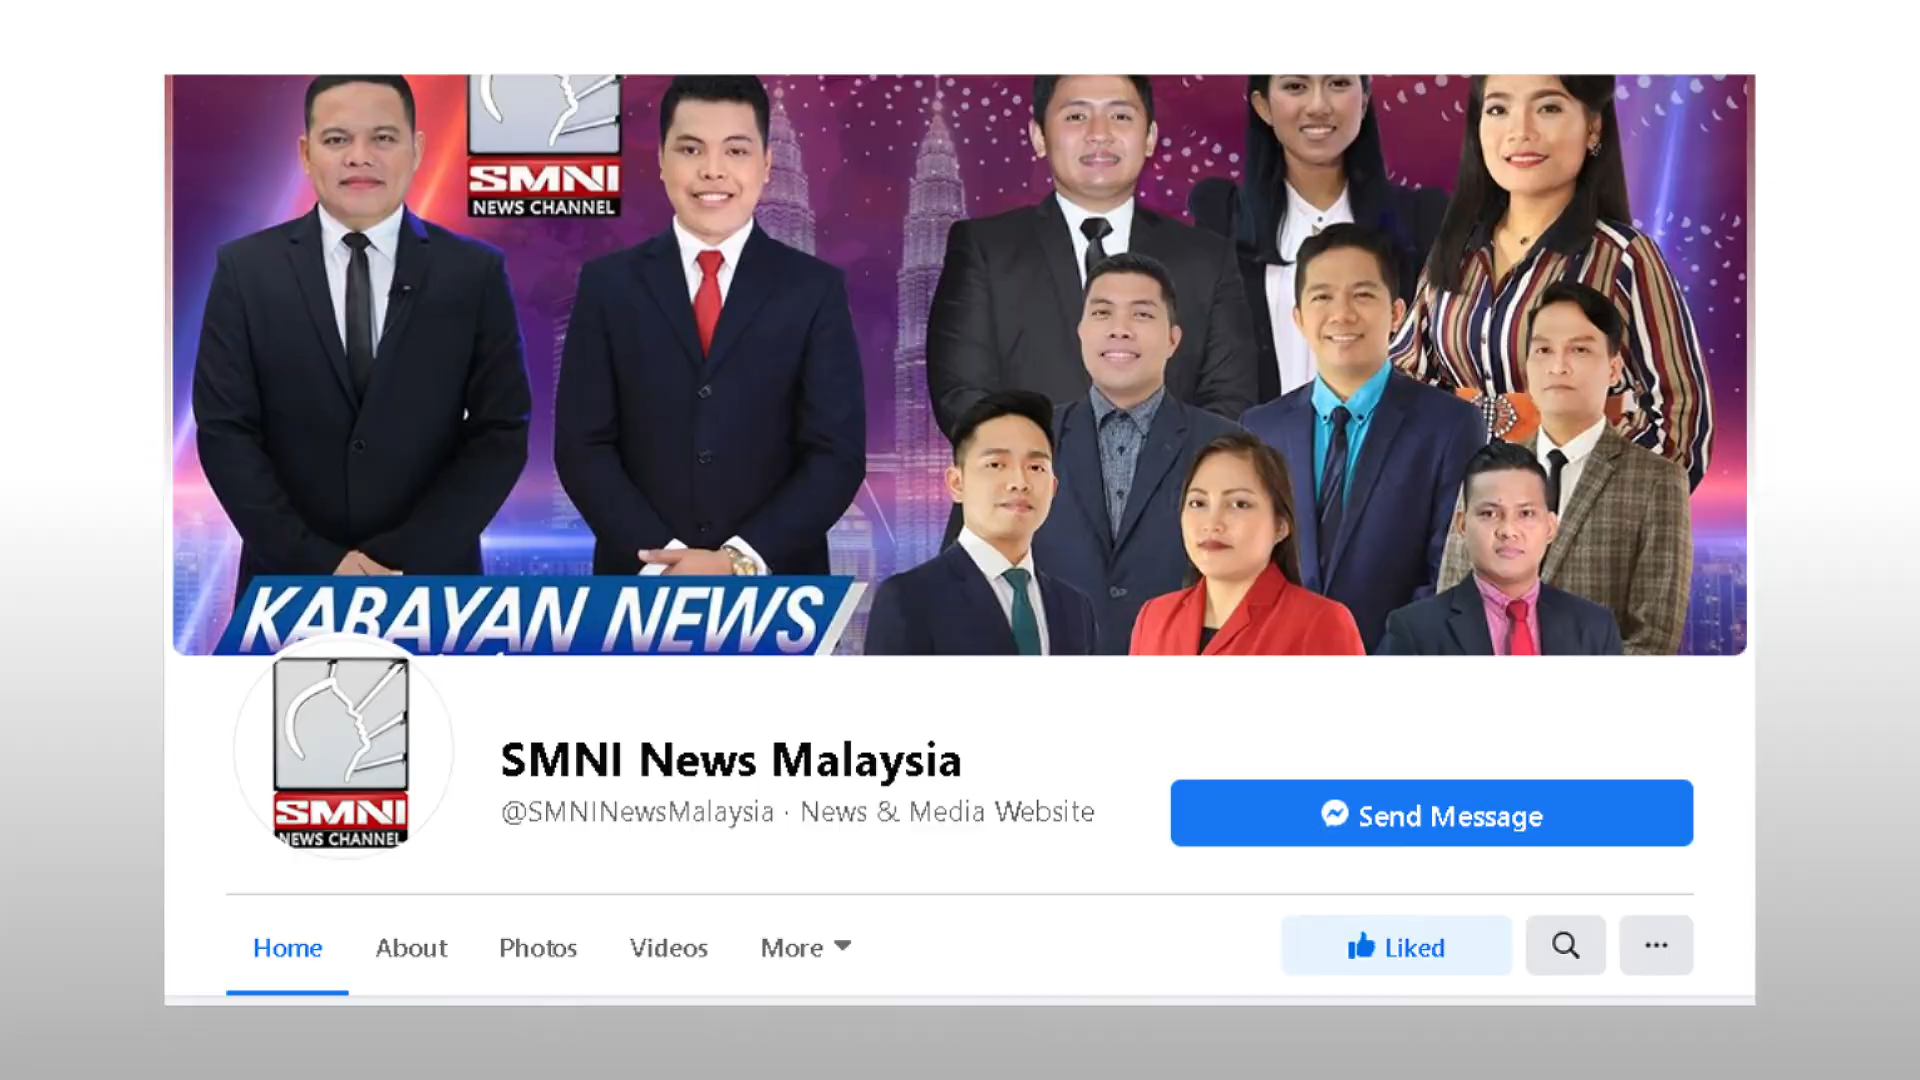 SMNI
NEWS CHANNEL
KABAYAN NEWS
SMNI
NEWS CHANNEL
SMNI News Malaysia
@SMNINewsMalaysia · News & Media Website
Send Message
Home
About
Photos
Videos
More
Liked